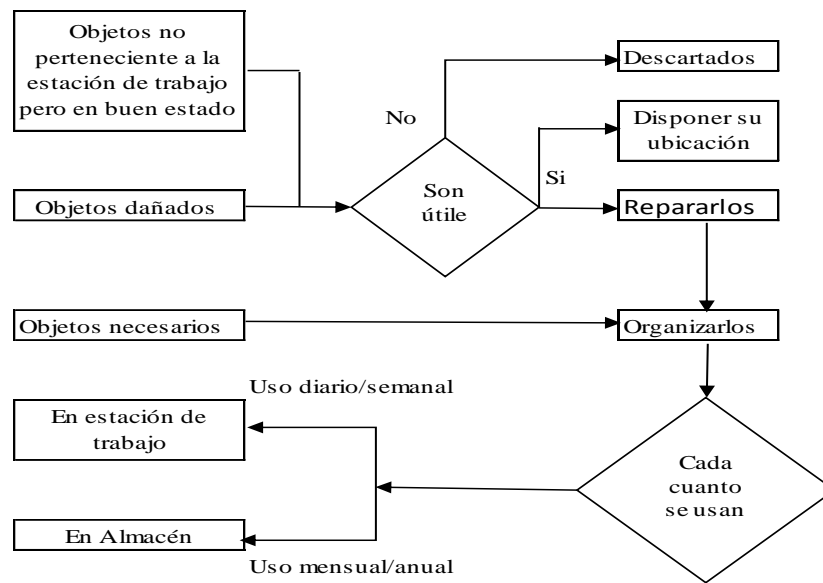 Objetos no
perteneciente a la
estación de trabajo
pero en buen estado
Descartados
No
Disponer su
ubicación
Son
útile
Si
Objetos dañados
Repararlos
Objetos necesarios
Organizarlos
Uso diario/semanal
En estación de
trabajo
Cada
cuanto
se usan
En Almacén
Uso mensual/anual